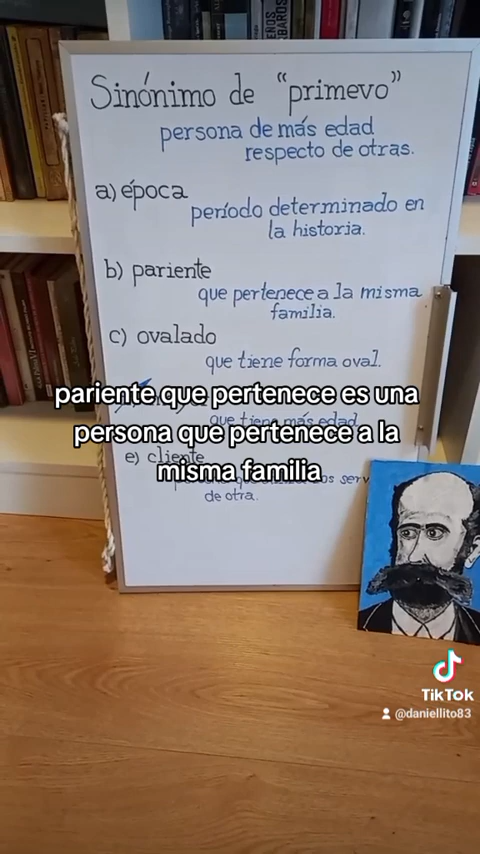 Sinónimo de "primevo"
persona de más edad
respecto de otras.
a) época
período determinado en
la historia.
b) pariente
que pertenece a la misma
familia.
c) ovalado
que tiene forma oval.
pariente que pertenece es una
que tiene más edad
persona que pertenece a la
e) cliente
misma familia
de otra.
TikTok
@daniellito83